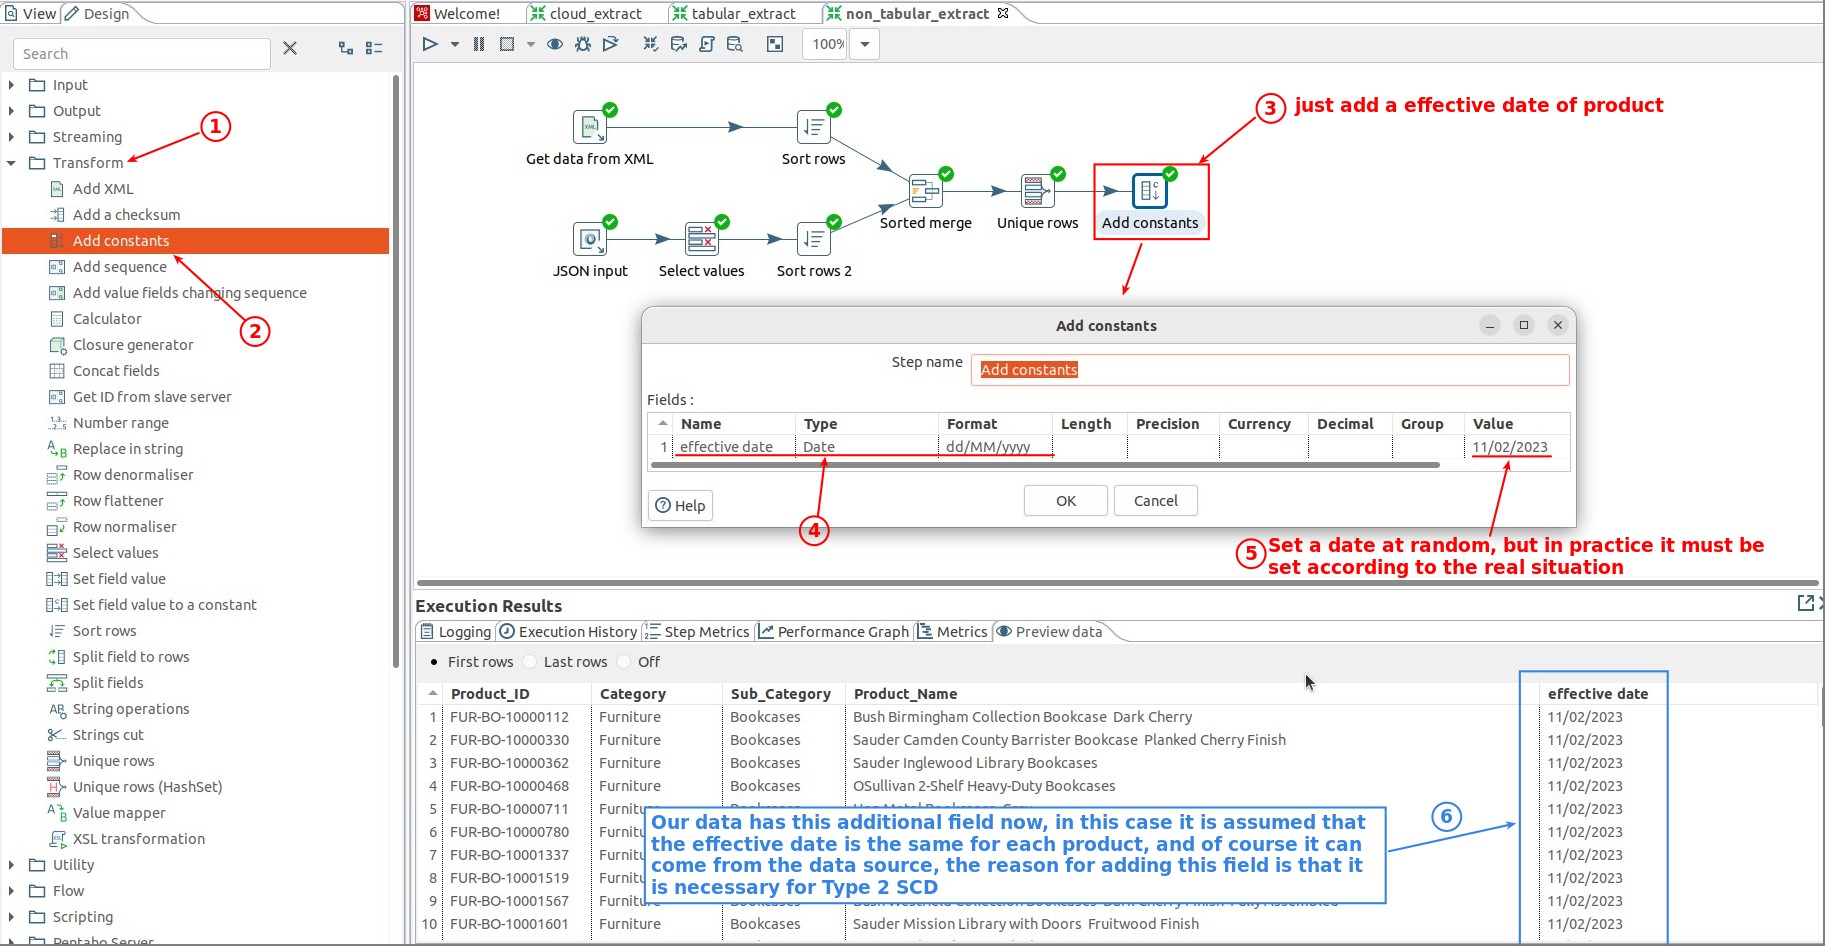 View
Design
Search
Input
Output
Streaming
Transform
Add XML
Add a checksum
Add constants
Add sequence
Add value fields changing sequence
Calculator
Closure generator
Concat fields
Get ID from slave server
Number range
Replace in string
Row denormaliser
Row flattener
Row normaliser
Select values
Set field value
Set field value to a constant
Sort rows
Split field to rows
Split fields
String operations
Strings cut
Unique rows
Unique rows (HashSet)
Value mapper
XSL transformation
Utility
Flow
Scripting
Pentaho Server
1
2
Welcome!
cloud_extract
tabular_extract
non_tabular_extract
100%
3 just add a effective date of product
Get data from XML
Sort rows
Sorted merge
Unique rows
Add constants
JSON input
Select values
Sort rows 2
Add constants
Step name Add constants
Fields :
Name Type Format Length Precision Currency Decimal Group Value
1 effective date Date dd/MM/yyyy 11/02/2023
Help
OK
Cancel
4
5 Set a date at random, but in practice it must be
set according to the real situation
Execution Results
Logging Execution History Step Metrics Performance Graph Metrics Preview data
First rows Last rows Off
Product_ID Category Sub_Category Product_Name effective date
1 FUR-BO-10000112 Furniture Bookcases Bush Birmingham Collection Bookcase Dark Cherry 11/02/2023
2 FUR-BO-10000330 Furniture Bookcases Sauder Camden County Barrister Bookcase Planked Cherry Finish 11/02/2023
3 FUR-BO-10000362 Furniture Bookcases Sauder Inglewood Library Bookcases 11/02/2023
4 FUR-BO-10000468 Furniture Bookcases OSullivan 2-Shelf Heavy-Duty Bookcases 11/02/2023
5 FUR-BO-10000711 11/02/2023
6 FUR-BO-10000780 11/02/2023
7 FUR-BO-10001337 11/02/2023
8 FUR-BO-10001519 11/02/2023
9 FUR-BO-10001567 11/02/2023
10 FUR-BO-10001601 Furniture Bookcases Sauder Mission Library with Doors Fruitwood Finish 11/02/2023
Our data has this additional field now, in this case it is assumed that
the effective date is the same for each product, and of course it can
come from the data source, the reason for adding this field is that it
is necessary for Type 2 SCD
6